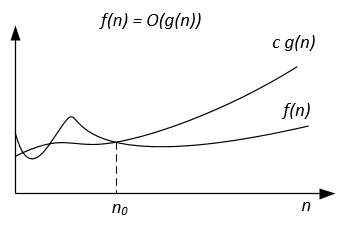 f(n) = O(g(n))
c g(n)
f(n)
n₀
n